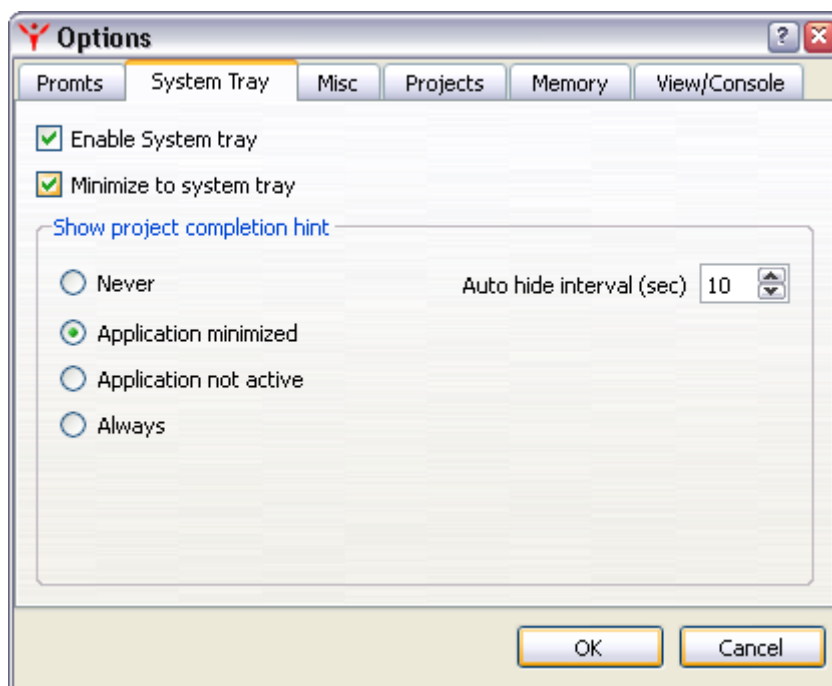 Options
Promts System Tray Misc Projects Memory View/Console
Enable System tray
Minimize to system tray
Show project completion hint
Never
Auto hide interval (sec) 10
Application minimized
Application not active
Always
OK Cancel